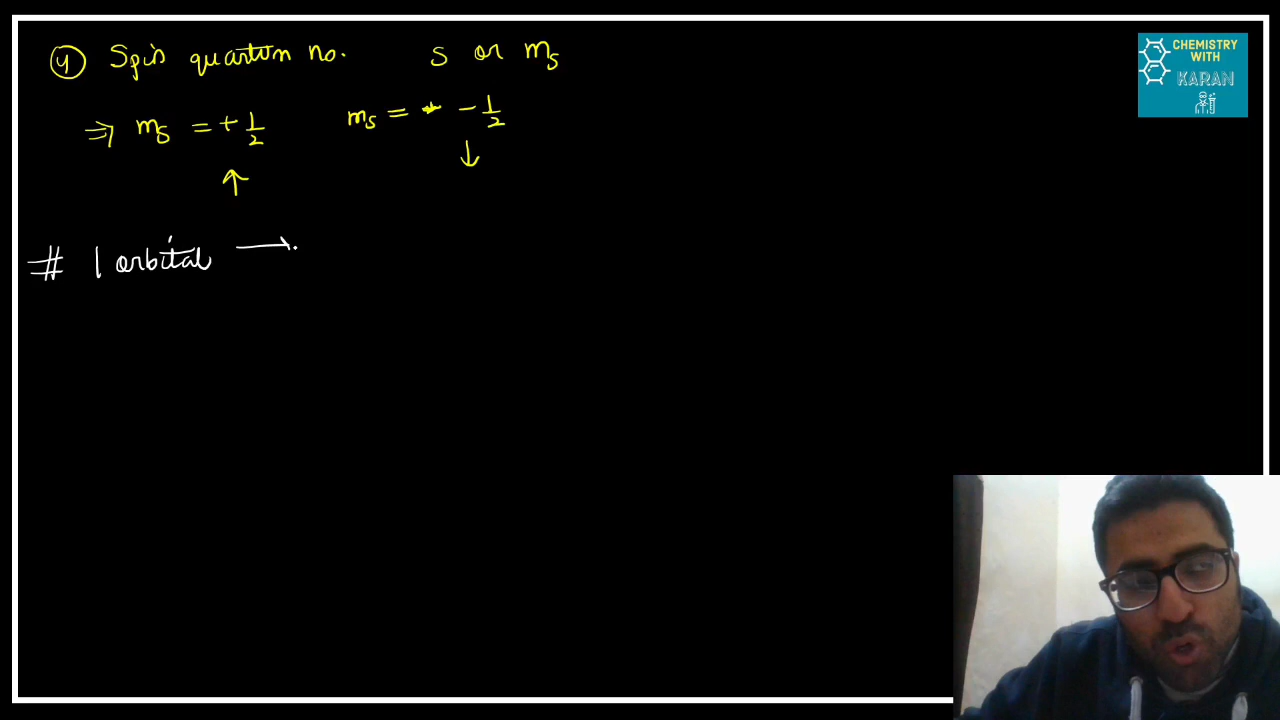 ④ Spin quantum no. s or mₛ
⇒ mₛ = + 1/2 mₛ = - 1/2
↑ ↓
# 1 orbital →
CHEMISTRY
WITH
KARAN